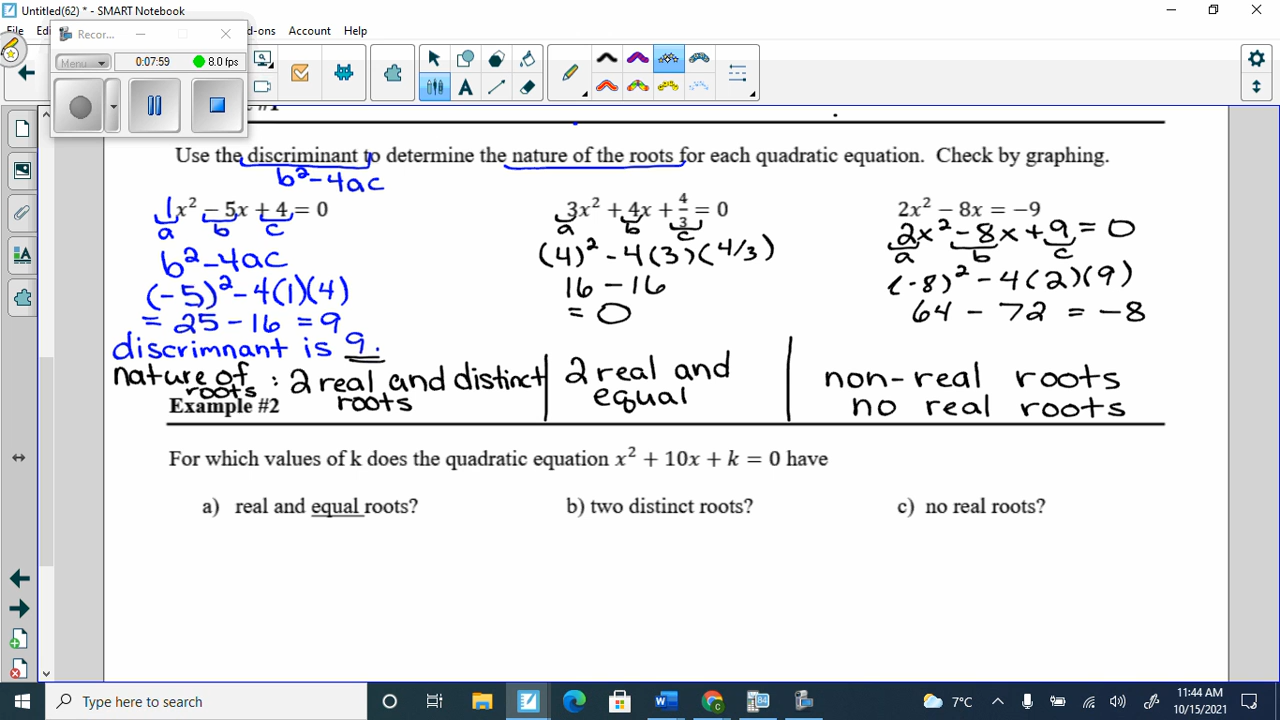 Untitled(62) * - SMART Notebook
File
Ed
d-ons
Account
Help
Recor...
Menu
0:07:59
8.0 fps
Use the discriminant to determine the nature of the roots for each quadratic equation. Check by graphing.
b² - 4ac
1x² - 5x + 4 = 0
3x² + 4x + 4/3 = 0
2x² - 8x = -9
a b c
a b c
2x² - 8x + 9 = 0
a b c
b² - 4ac
(4)² - 4(3)(4/3)
(-8)² - 4(2)(9)
(-5)² - 4(1)(4)
16 - 16
64 - 72 = -8
= 25 - 16 = 9
= 0
discrimnant is 9.
nature of roots : 2 real and distinct roots
2 real and
equal
non-real roots
no real roots
Example #2
For which values of k does the quadratic equation x² + 10x + k = 0 have
a) real and equal roots?
b) two distinct roots?
c) no real roots?
Type here to search
7°C
11:44 AM
10/15/2021